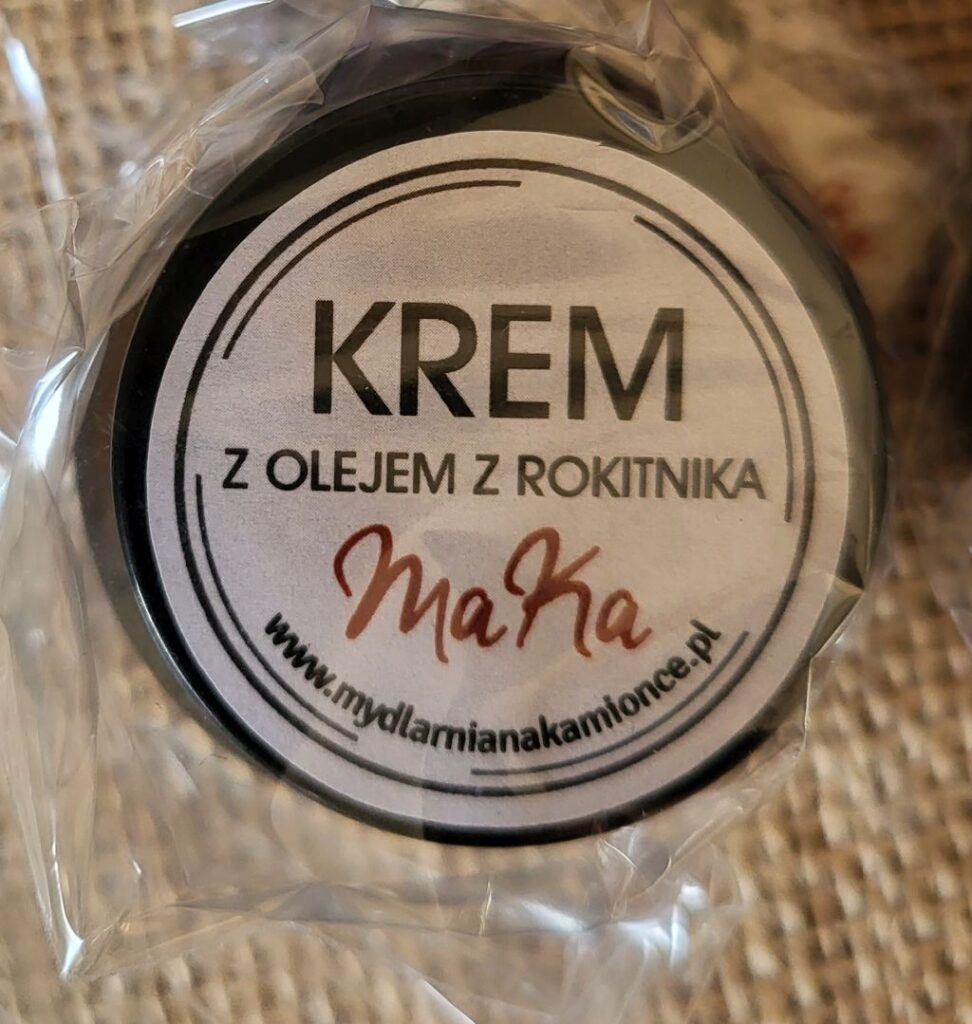 KREM
Z OLEJEM Z ROKITNIKA
MaKa
www.mydlarnianakamionce.pl